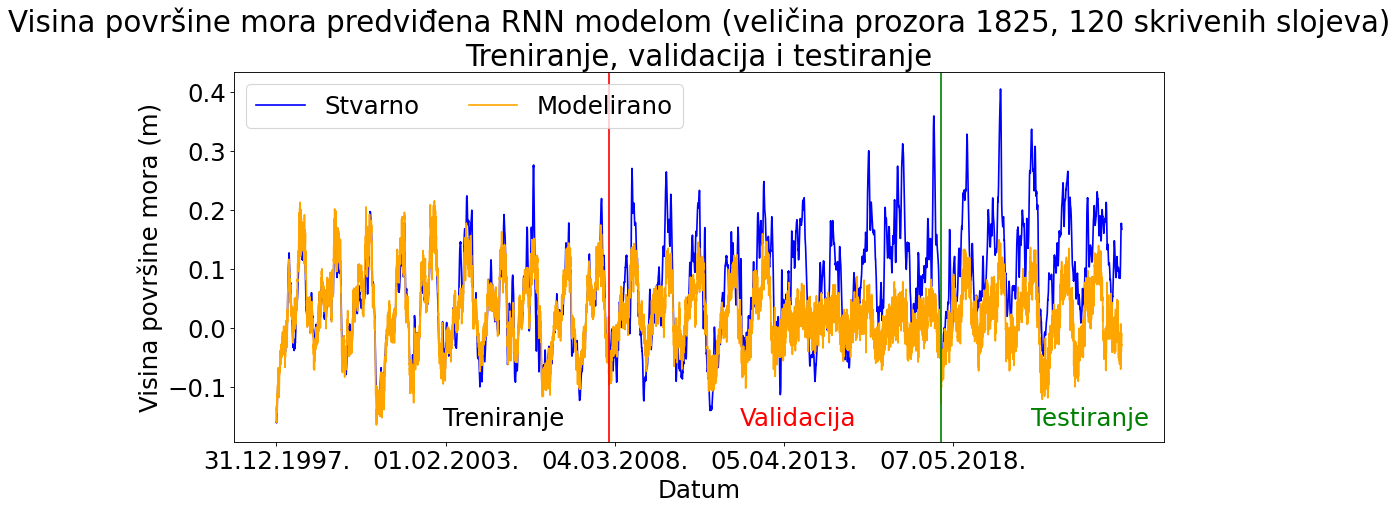 Visina površine mora predviđena RNN modelom (veličina prozora 1825, 120 skrivenih slojeva)
Treniranje, validacija i testiranje
Stvarno Modelirano
Visina površine mora (m)
0.4
0.3
0.2
0.1
0.0
−0.1
Treniranje Validacija Testiranje
31.12.1997. 01.02.2003. 04.03.2008. 05.04.2013. 07.05.2018.
Datum